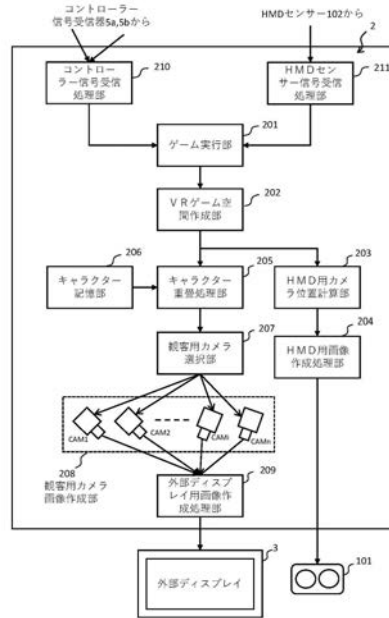 コントローラー
信号受信器5a,5bから
HMDセンサー102から
2
コントロ
ーラー信号受信
処理部
210
HMDセン
サー信号受信
処理部
211
201
ゲーム実行部
202
VRゲーム空
間作成部
206
キャラクター
記憶部
205
キャラクター
重畳処理部
203
HMD用カメ
ラ位置計算部
207
観客用カメラ
選択部
204
HMD用画像
作成処理部
CAM1
CAM2
CAMi
CAMn
208
観客用カメラ
画像作成部
209
外部ディスプ
レイ用画像作
成処理部
3
外部ディスプレイ
101